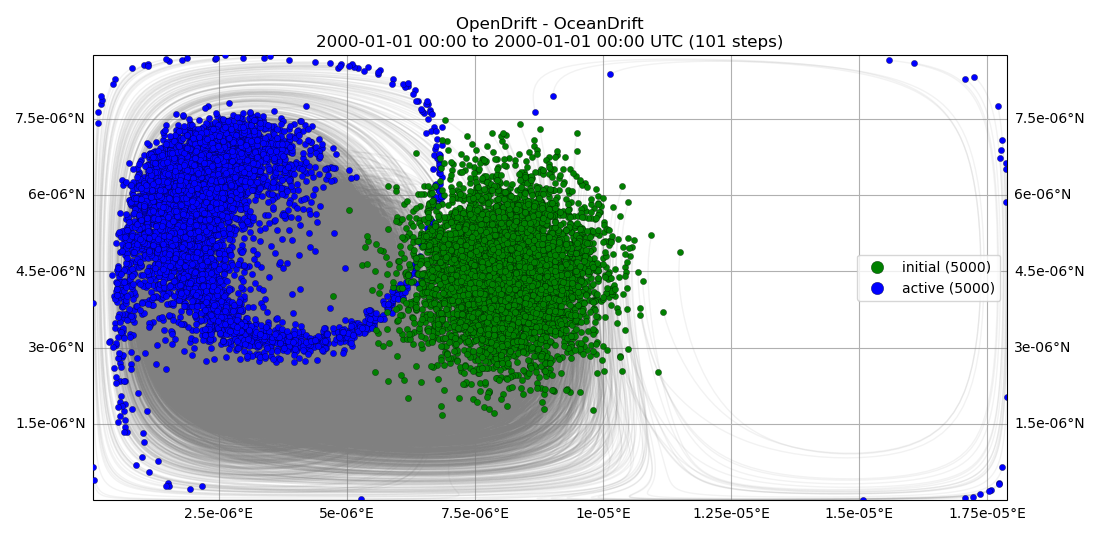 OpenDrift - OceanDrift
2000-01-01 00:00 to 2000-01-01 00:00 UTC (101 steps)
7.5e-06°N 7.5e-06°N
6e-06°N 6e-06°N
4.5e-06°N 4.5e-06°N
3e-06°N 3e-06°N
1.5e-06°N 1.5e-06°N
initial (5000)
active (5000)
2.5e-06°E 5e-06°E 7.5e-06°E 1e-05°E 1.25e-05°E 1.5e-05°E 1.75e-05°E